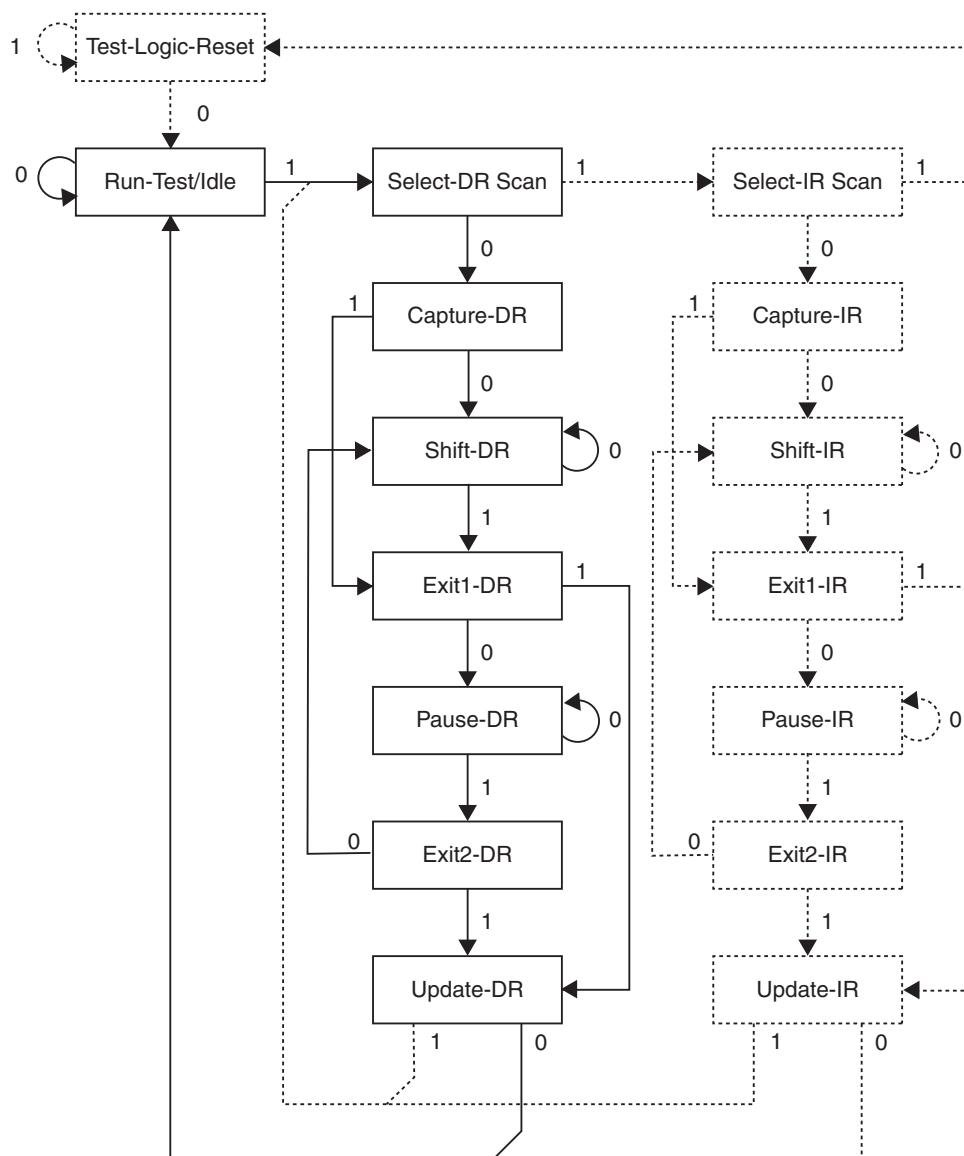 1
Test-Logic-Reset
0
0
Run-Test/Idle
1
Select-DR Scan
1
Select-IR Scan
1
0
0
1
Capture-DR
1
Capture-IR
0
0
Shift-DR
0
Shift-IR
0
1
1
Exit1-DR
1
Exit1-IR
1
0
0
Pause-DR
0
Pause-IR
0
1
1
0
Exit2-DR
0
Exit2-IR
1
1
Update-DR
Update-IR
1
0
1
0